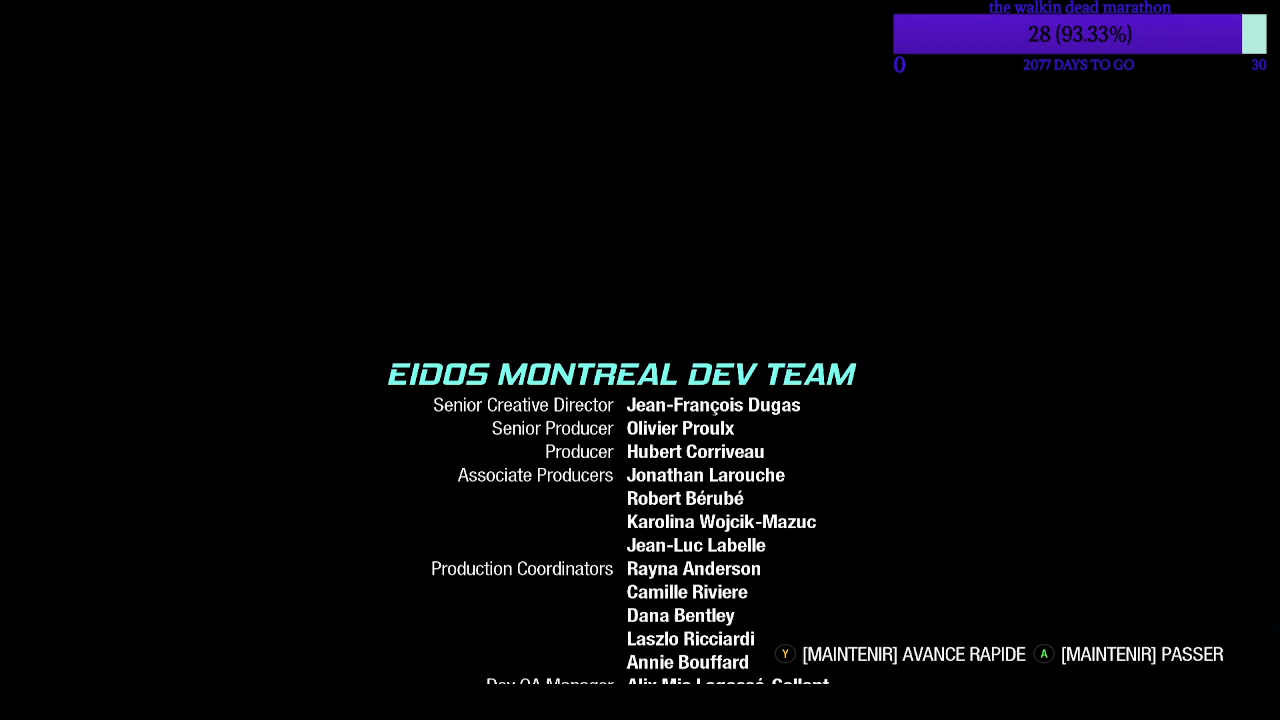 the walkin dead marathon
28 (93.33%)
0 2077 DAYS TO GO 30
EIDOS MONTREAL DEV TEAM
Senior Creative Director Jean-François Dugas
Senior Producer Olivier Proulx
Producer Hubert Corriveau
Associate Producers Jonathan Larouche
Robert Bérubé
Karolina Wojcik-Mazuc
Jean-Luc Labelle
Production Coordinators Rayna Anderson
Camille Riviere
Dana Bentley
Laszlo Ricciardi
Annie Bouffard
Y [MAINTENIR] AVANCE RAPIDE A [MAINTENIR] PASSER
Dev QA Manager